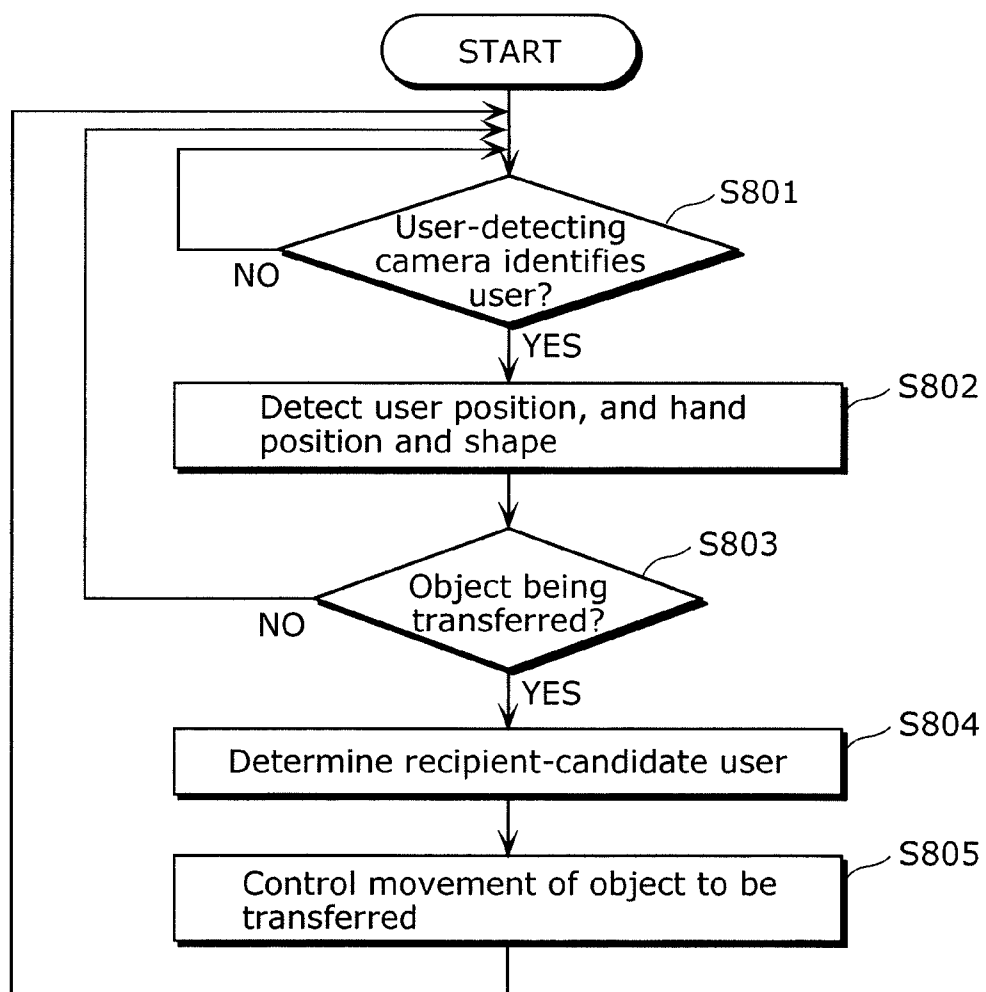 START
S801
User-detecting
camera identifies
user?
NO
YES
S802
Detect user position, and hand
position and shape
S803
Object being
transferred?
NO
YES
S804
Determine recipient-candidate user
S805
Control movement of object to be
transferred